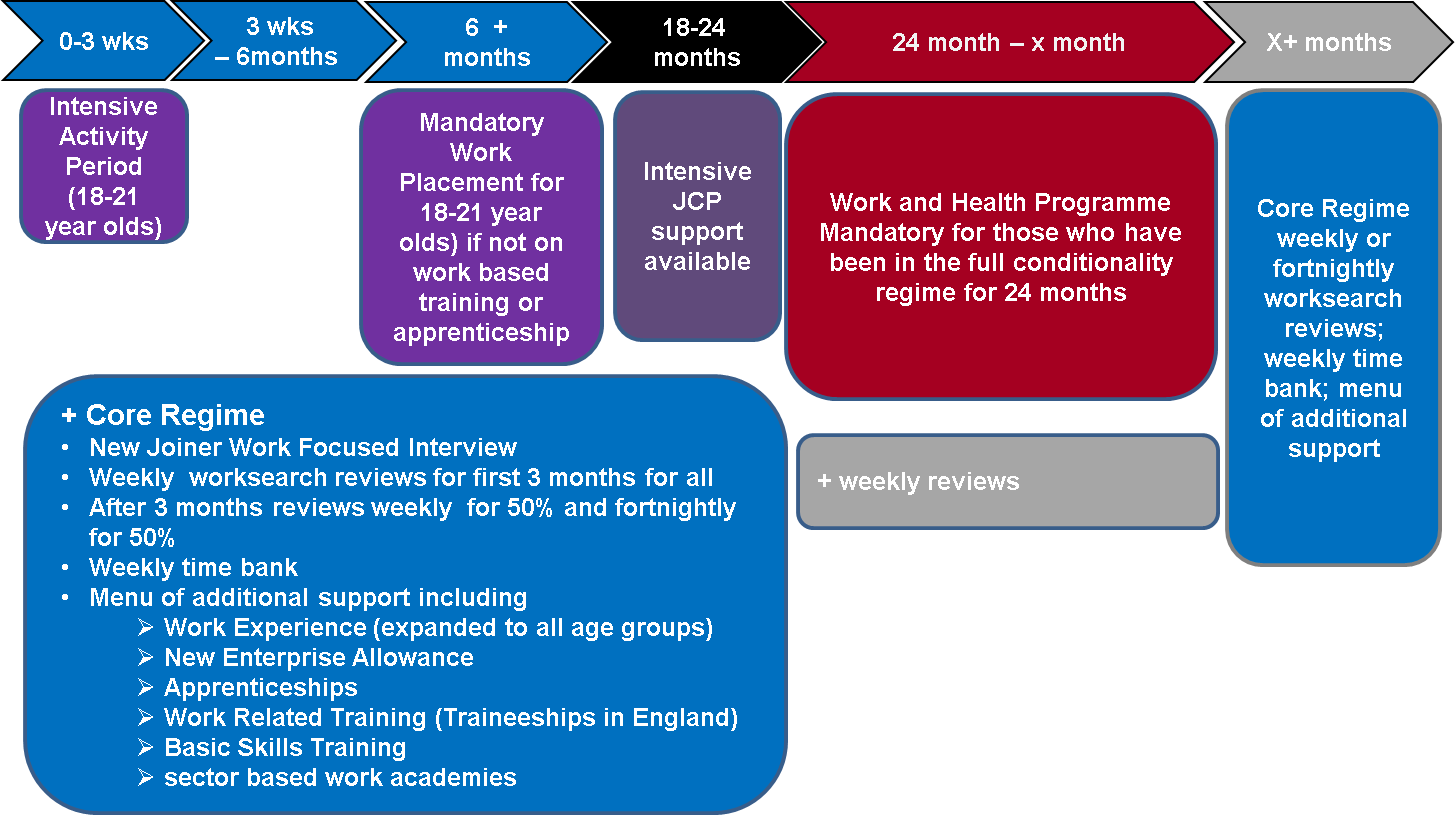 0-3 wks
3 wks
– 6months
6 +
months
18-24
months
24 month – x month
X+ months
Intensive
Activity
Period
(18-21
year olds)
Mandatory
Work
Placement for
18-21 year
olds) if not on
work based
training or
apprenticeship
Intensive
JCP
support
available
Work and Health Programme
Mandatory for those who have
been in the full conditionality
regime for 24 months
Core Regime
weekly or
fortnightly
worksearch
reviews;
weekly time
bank; menu
of additional
support
+ Core Regime
• New Joiner Work Focused Interview
• Weekly worksearch reviews for first 3 months for all
• After 3 months reviews weekly for 50% and fortnightly
for 50%
• Weekly time bank
• Menu of additional support including
➢ Work Experience (expanded to all age groups)
➢ New Enterprise Allowance
➢ Apprenticeships
➢ Work Related Training (Traineeships in England)
➢ Basic Skills Training
➢ sector based work academies
+ weekly reviews